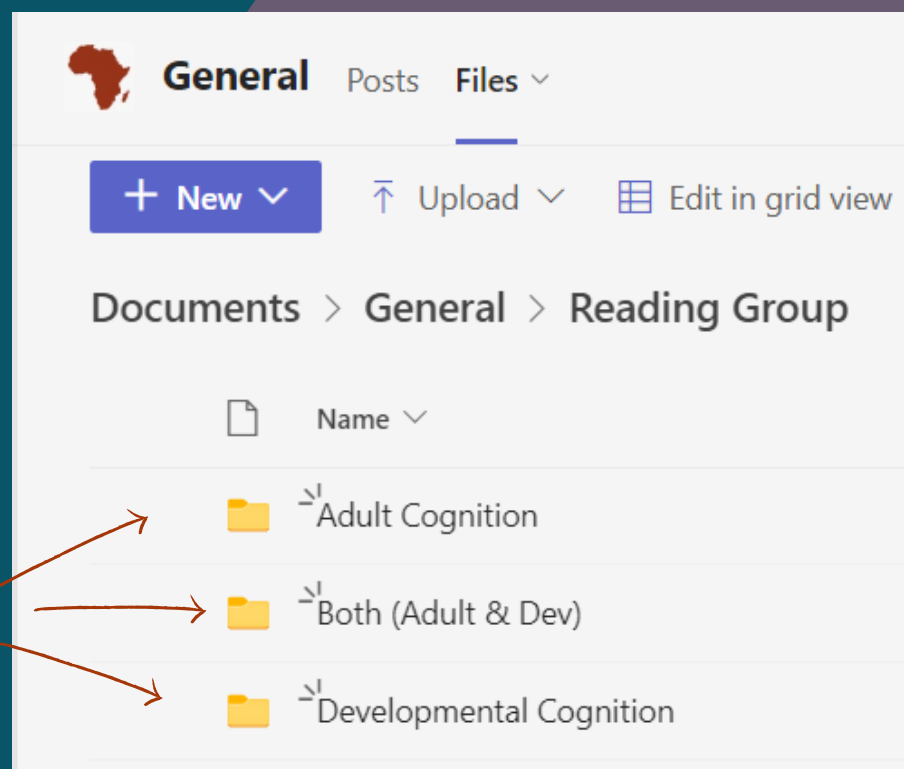 General Posts Files
New Upload Edit in grid view
Documents > General > Reading Group
Name
Adult Cognition
Both (Adult & Dev)
Developmental Cognition